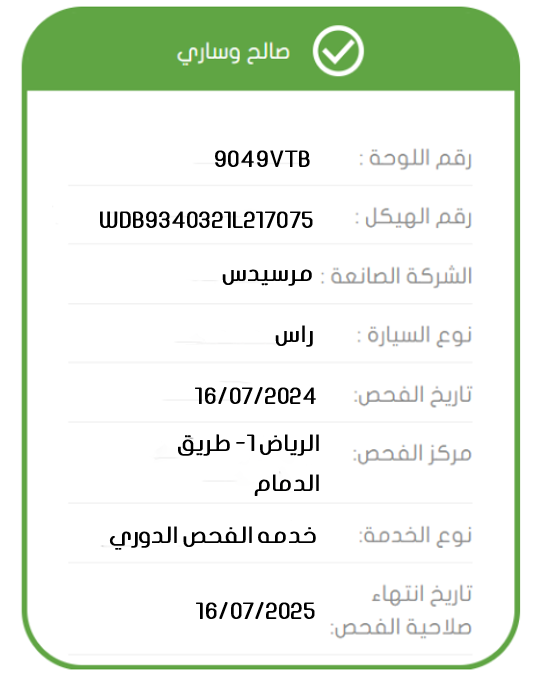 صالح وساري
رقم اللوحة : 9049VTB
رقم الهيكل : WDB9340321L217075
الشركة الصانعة : مرسيدس
نوع السيارة : راس
تاريخ الفحص: 16/07/2024
مركز الفحص: الرياض 1- طريق
الدمام
نوع الخدمة: خدمه الفحص الدوري
تاريخ انتهاء
صلاحية الفحص: 16/07/2025